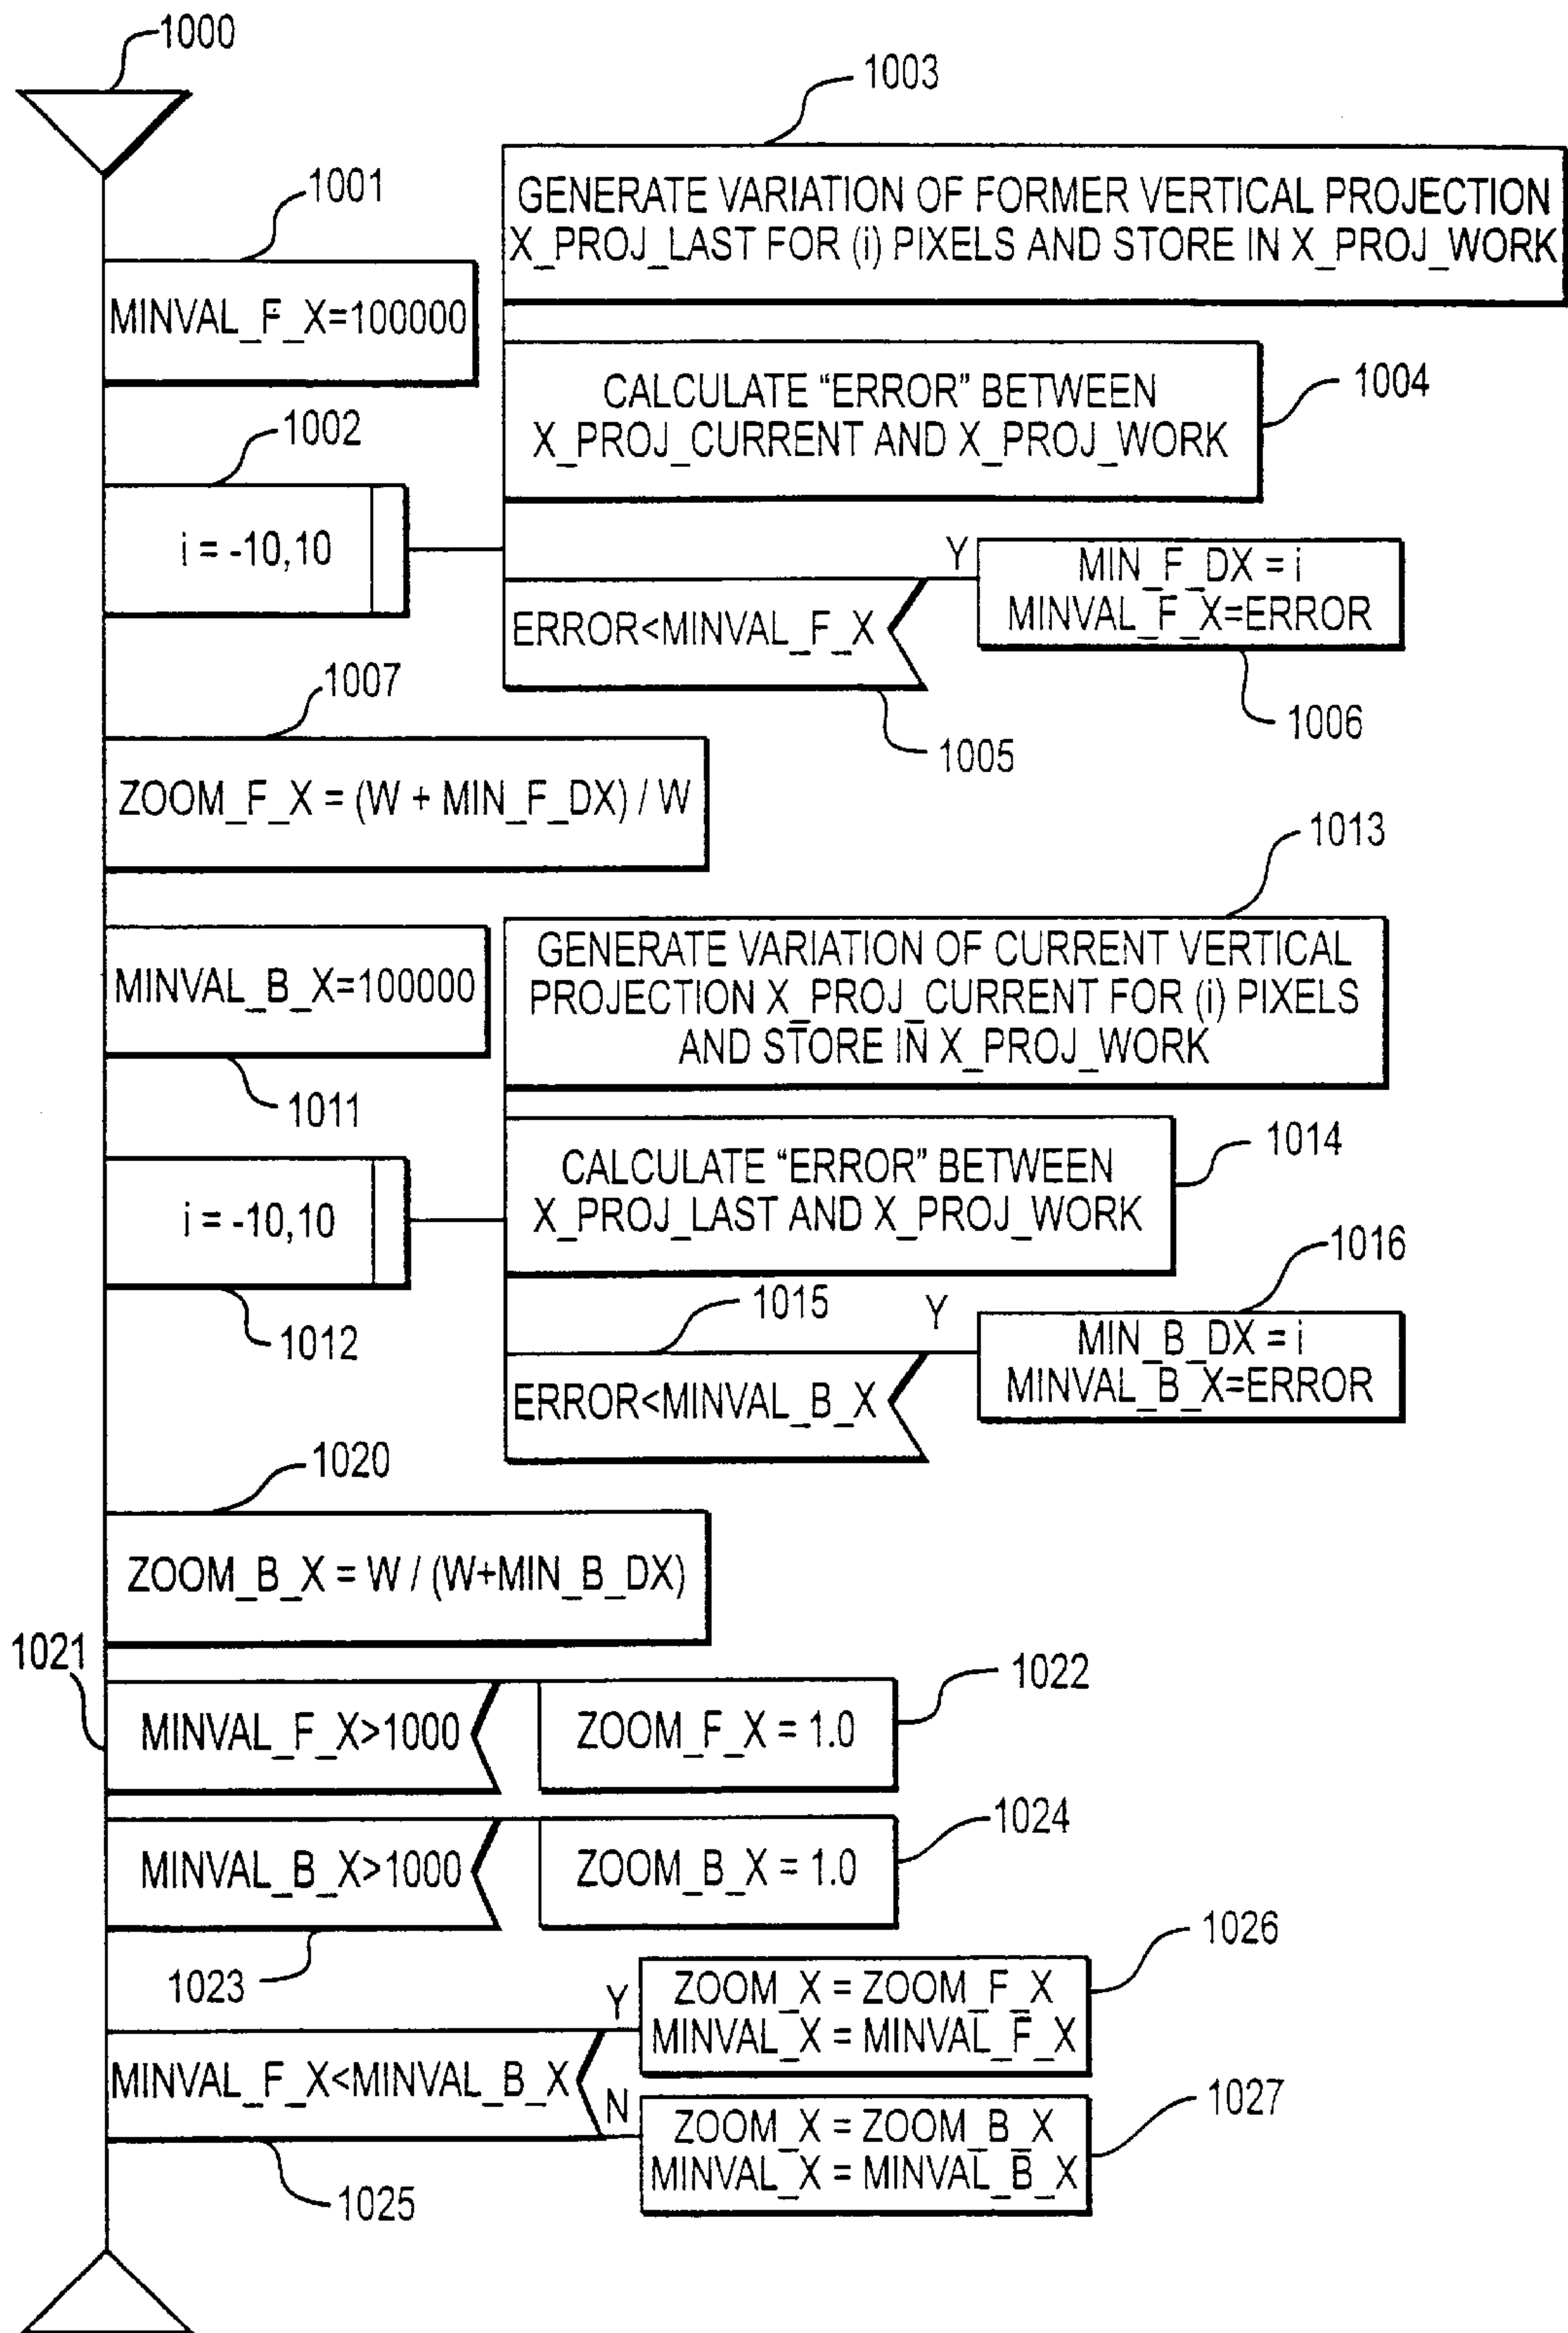 1000
1003
GENERATE VARIATION OF FORMER VERTICAL PROJECTION
X_PROJ_LAST FOR (i) PIXELS AND STORE IN X_PROJ_WORK
1001
MINVAL_F_X=100000
CALCULATE “ERROR” BETWEEN
X_PROJ_CURRENT AND X_PROJ_WORK
1004
1002
i = -10,10
ERROR<MINVAL_F_X
Y
MIN_F_DX = i
MINVAL_F_X=ERROR
1006
1005
1007
ZOOM_F_X = (W + MIN_F_DX) / W
1013
MINVAL_B_X=100000
1011
GENERATE VARIATION OF CURRENT VERTICAL
PROJECTION X_PROJ_CURRENT FOR (i) PIXELS
AND STORE IN X_PROJ_WORK
CALCULATE “ERROR” BETWEEN
X_PROJ_LAST AND X_PROJ_WORK
1014
i = -10,10
1012
1015
ERROR<MINVAL_B_X
Y
1016
MIN_B_DX = i
MINVAL_B_X=ERROR
1020
ZOOM_B_X = W / (W+MIN_B_DX)
1021
MINVAL_F_X>1000
ZOOM_F_X = 1.0
1022
MINVAL_B_X>1000
ZOOM_B_X = 1.0
1024
1023
MINVAL_F_X<MINVAL_B_X
Y
ZOOM_X = ZOOM_F_X
MINVAL_X = MINVAL_F_X
1026
N
ZOOM_X = ZOOM_B_X
MINVAL_X = MINVAL_B_X
1027
1025